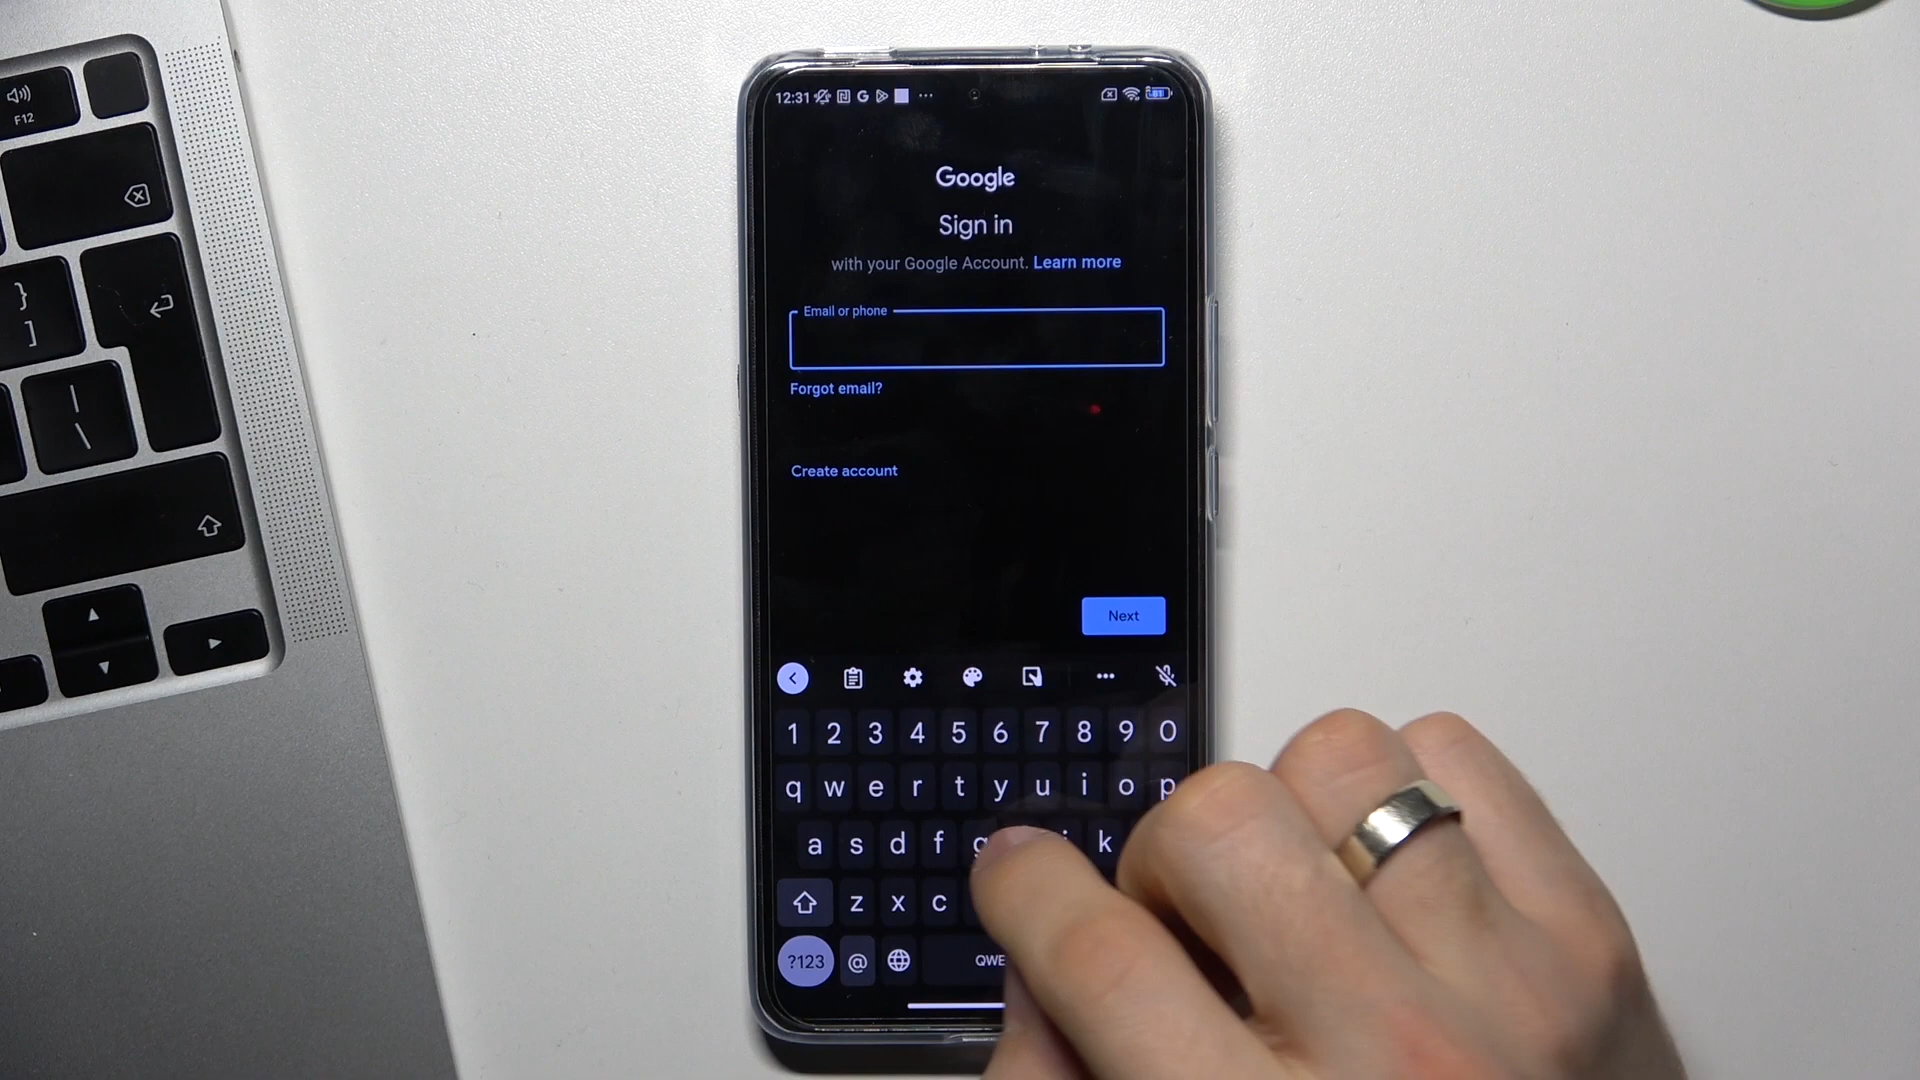 12:31 G 81
Google
Sign in
with your Google Account. Learn more
Email or phone
Forgot email?
Create account
Next
1 2 3 4 5 6 7 8 9 0
q w e r t y u i o p
a s d f g j k
z x c
?123 @ QWE
F12
}
]
|
\